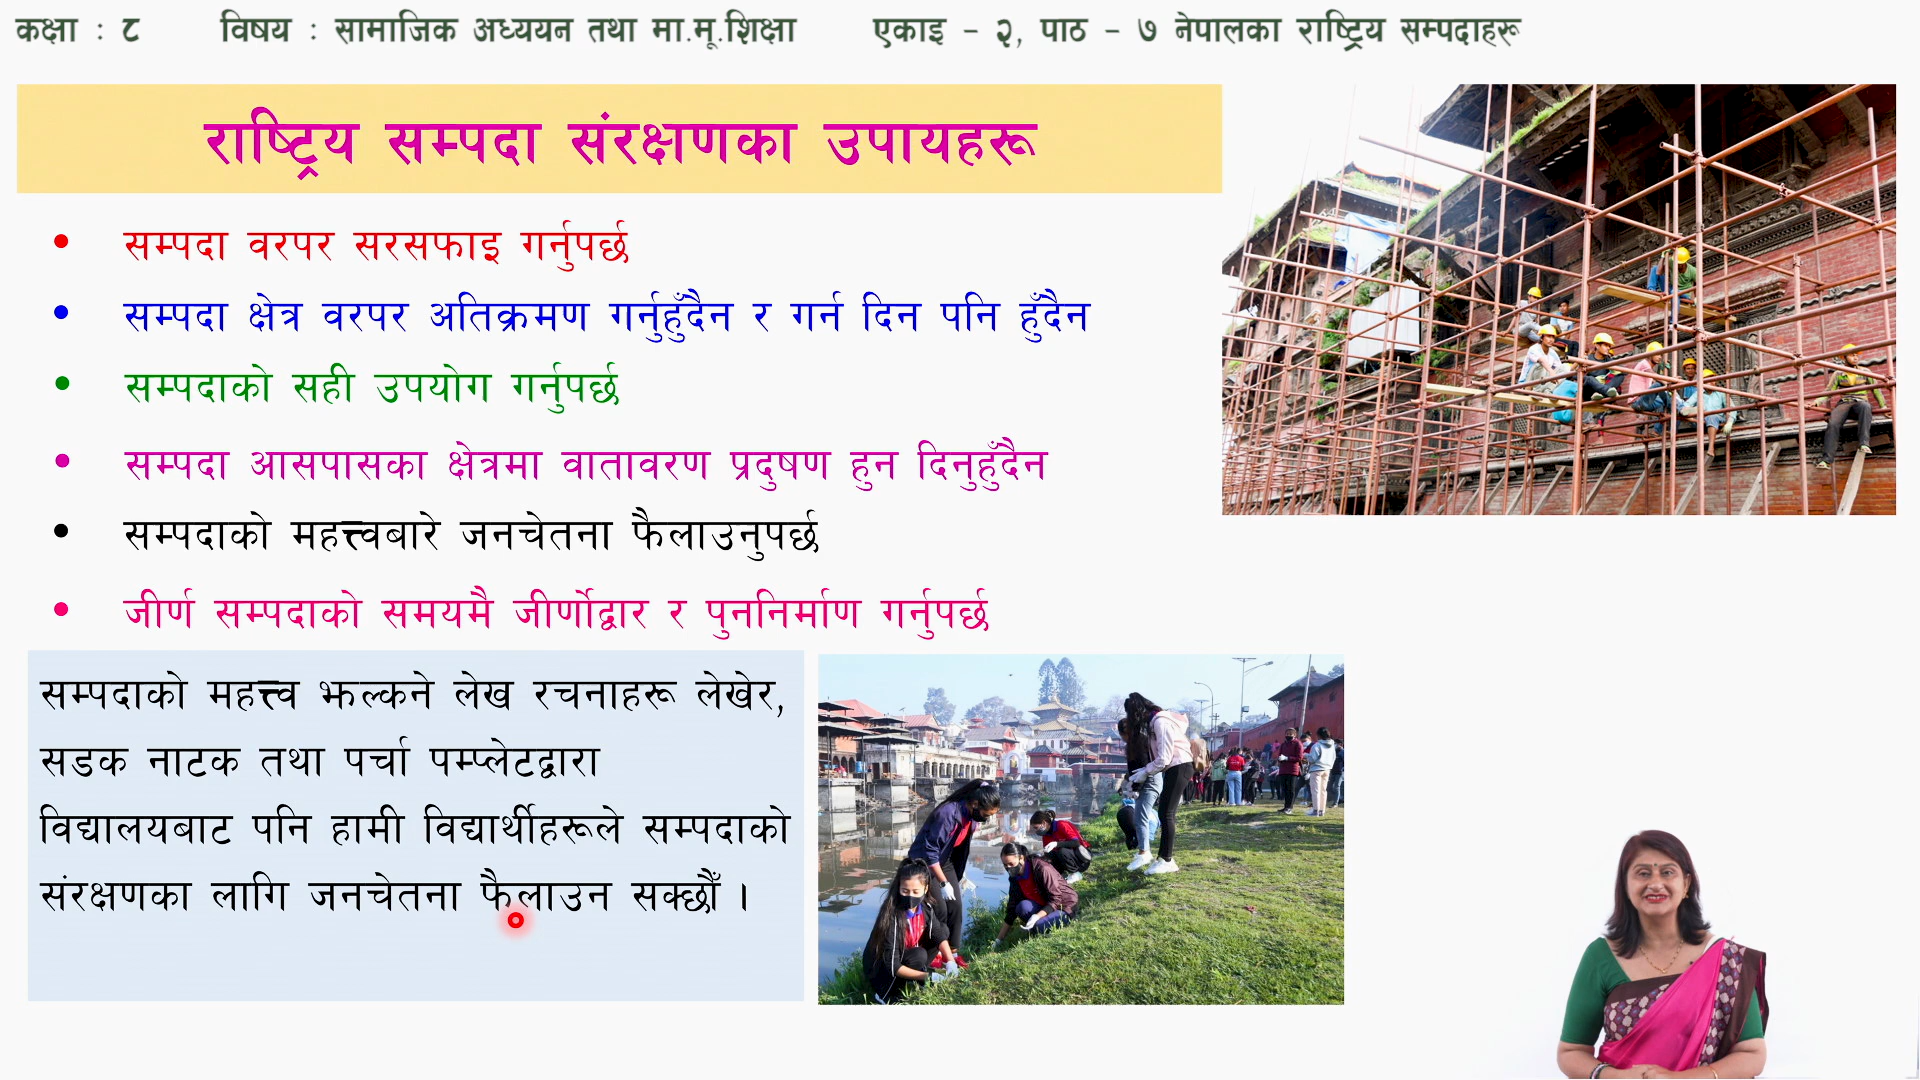 कक्षा : ८ विषय : सामाजिक अध्ययन तथा मा.मू.शिक्षा एकाइ - २, पाठ - ७ नेपालका राष्ट्रिय सम्पदाहरू
राष्ट्रिय सम्पदा संरक्षणका उपायहरू
• सम्पदा वरपर सरसफाइ गर्नुपर्छ
• सम्पदा क्षेत्र वरपर अतिक्रमण गर्नुहुँदैन र गर्न दिन पनि हुँदैन
• सम्पदाको सही उपयोग गर्नुपर्छ
• सम्पदा आसपासका क्षेत्रमा वातावरण प्रदुषण हुन दिनुहुँदैन
• सम्पदाको महत्त्वबारे जनचेतना फैलाउनुपर्छ
• जीर्ण सम्पदाको समयमै जीर्णोद्वार र पुननिर्माण गर्नुपर्छ
सम्पदाको महत्त्व झल्कने लेख रचनाहरू लेखेर,
सडक नाटक तथा पर्चा पम्प्लेटद्वारा
विद्यालयबाट पनि हामी विद्यार्थीहरूले सम्पदाको
संरक्षणका लागि जनचेतना फैलाउन सक्छौँ ।